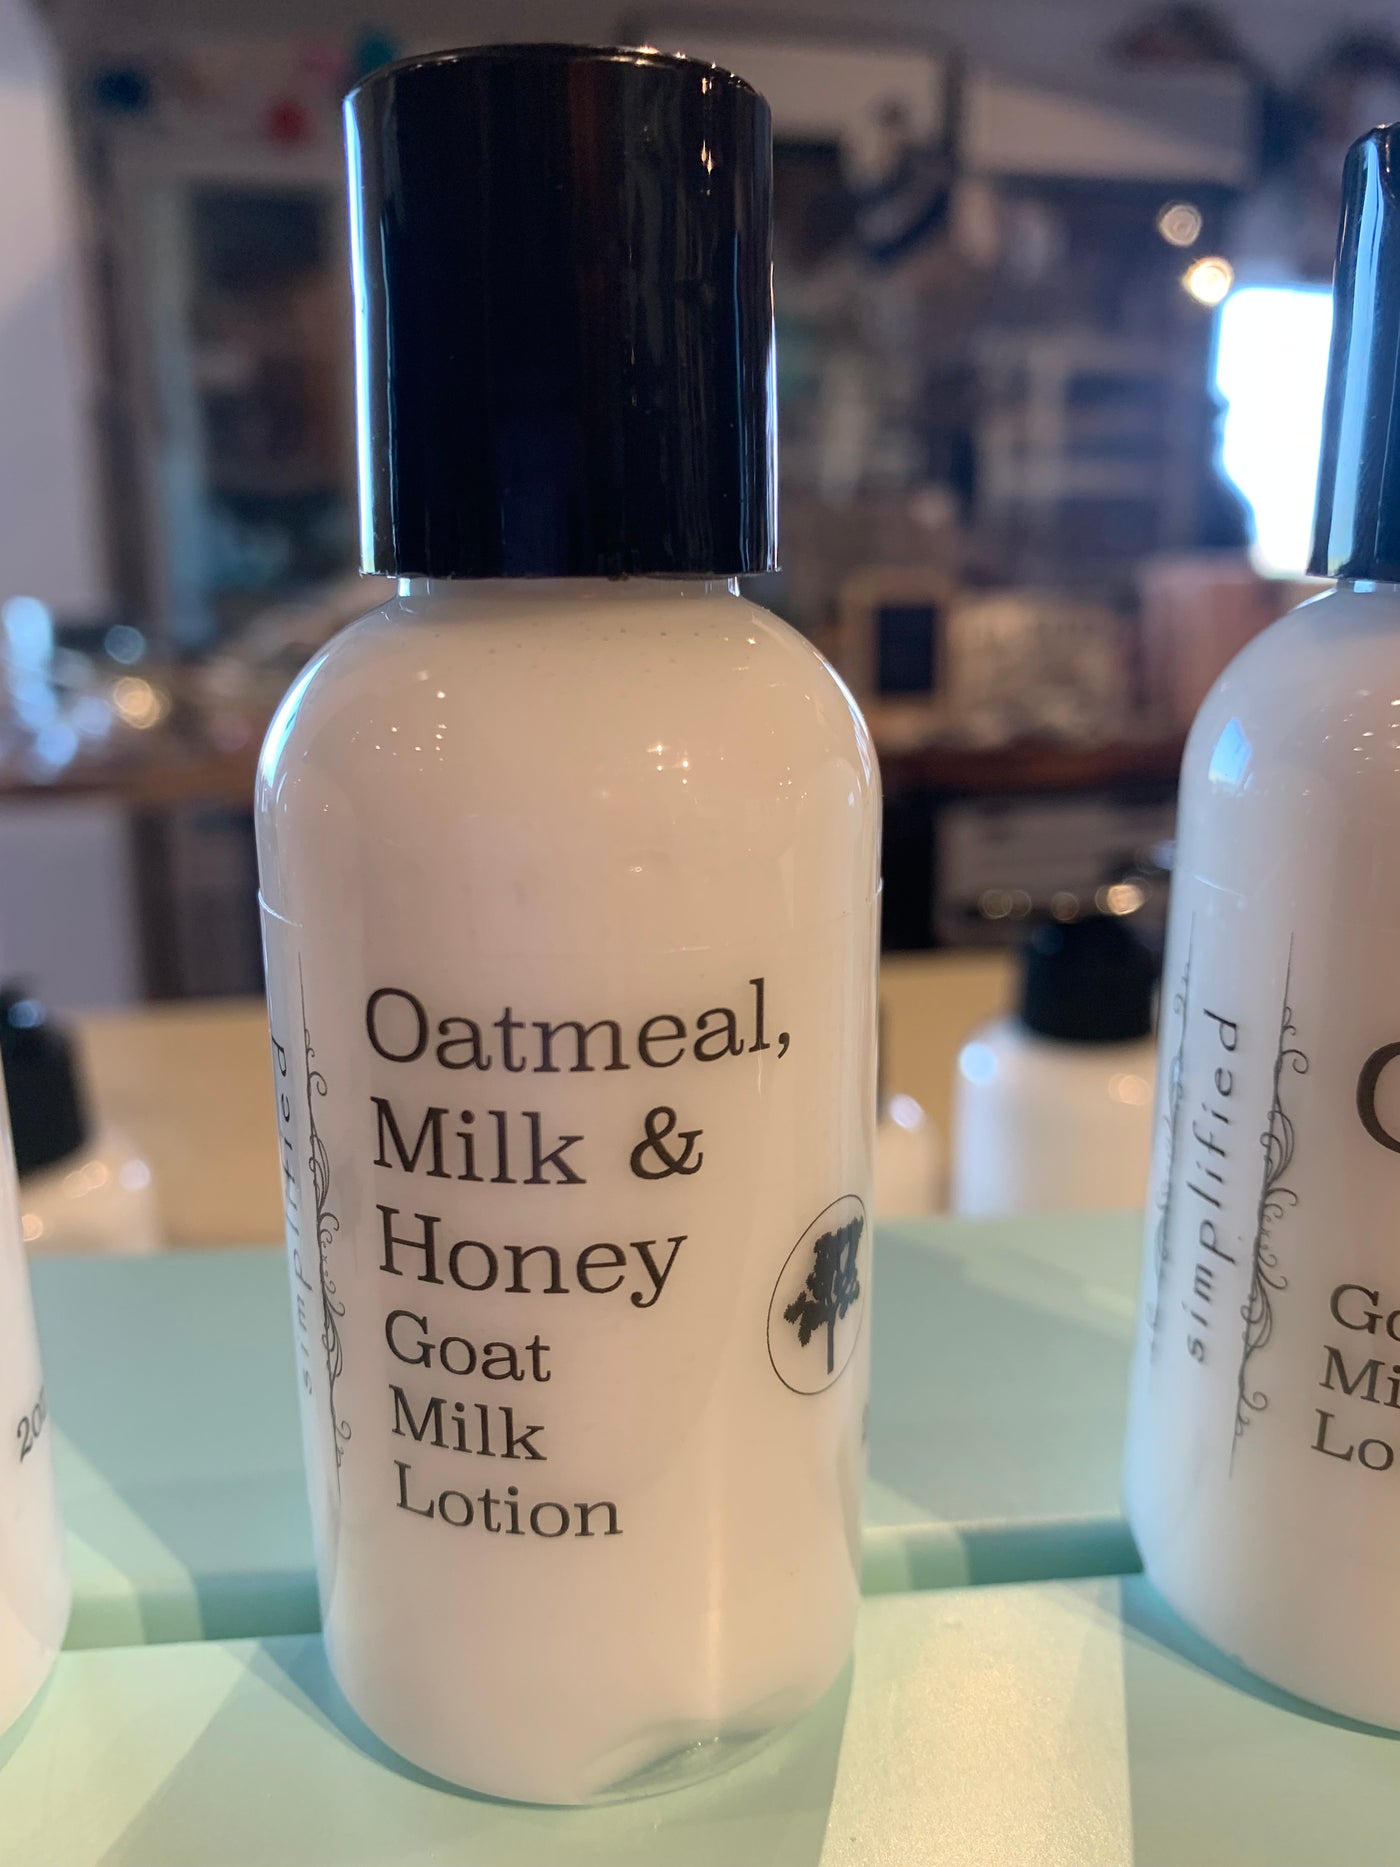 Oatmeal,
Milk &
Honey
Goat
Milk
Lotion
simplified
simplified